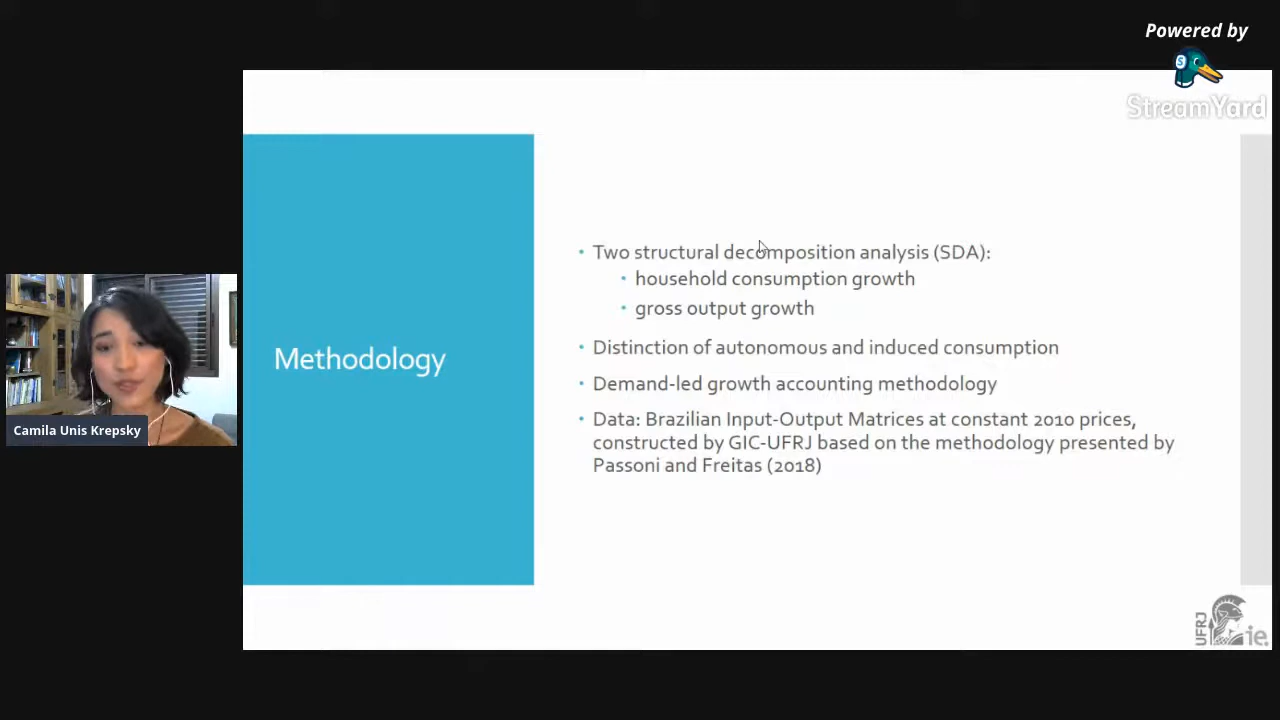 Powered by
S
StreamYard
Two structural decomposition analysis (SDA):
household consumption growth
gross output growth
Methodology
Distinction of autonomous and induced consumption
Demand-led growth accounting methodology
Data: Brazilian Input-Output Matrices at constant 2010 prices,
constructed by GIC-UFRJ based on the methodology presented by
Passoni and Freitas (2018)
Camila Unis Krepsky
UFRJ
ie.